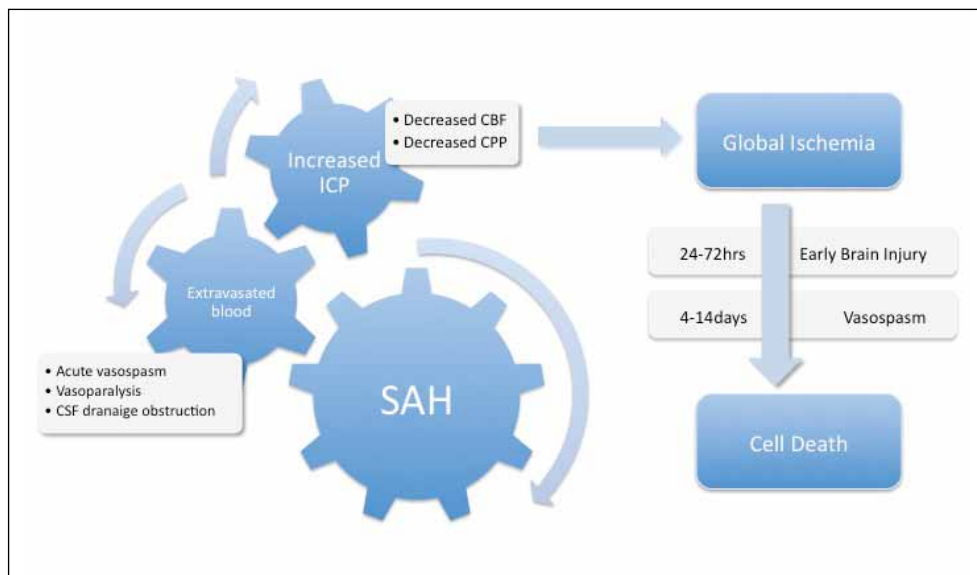 • Decreased CBF
• Decreased CPP
Increased
ICP
Global Ischemia
Extravasated
blood
24-72hrs
Early Brain Injury
4-14days
Vasospasm
• Acute vasospasm
• Vasoparalysis
• CSF dranaige obstruction
SAH
Cell Death